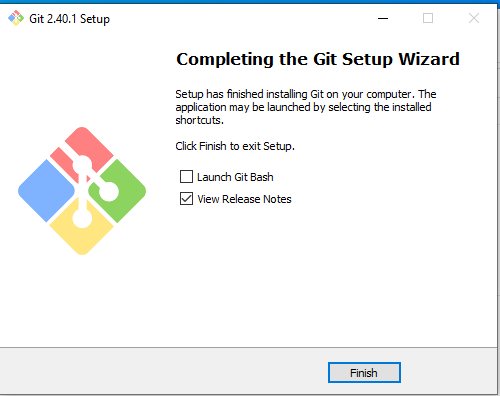 Git 2.40.1 Setup
Completing the Git Setup Wizard
Setup has finished installing Git on your computer. The
application may be launched by selecting the installed
shortcuts.
Click Finish to exit Setup.
Launch Git Bash
View Release Notes
Finish